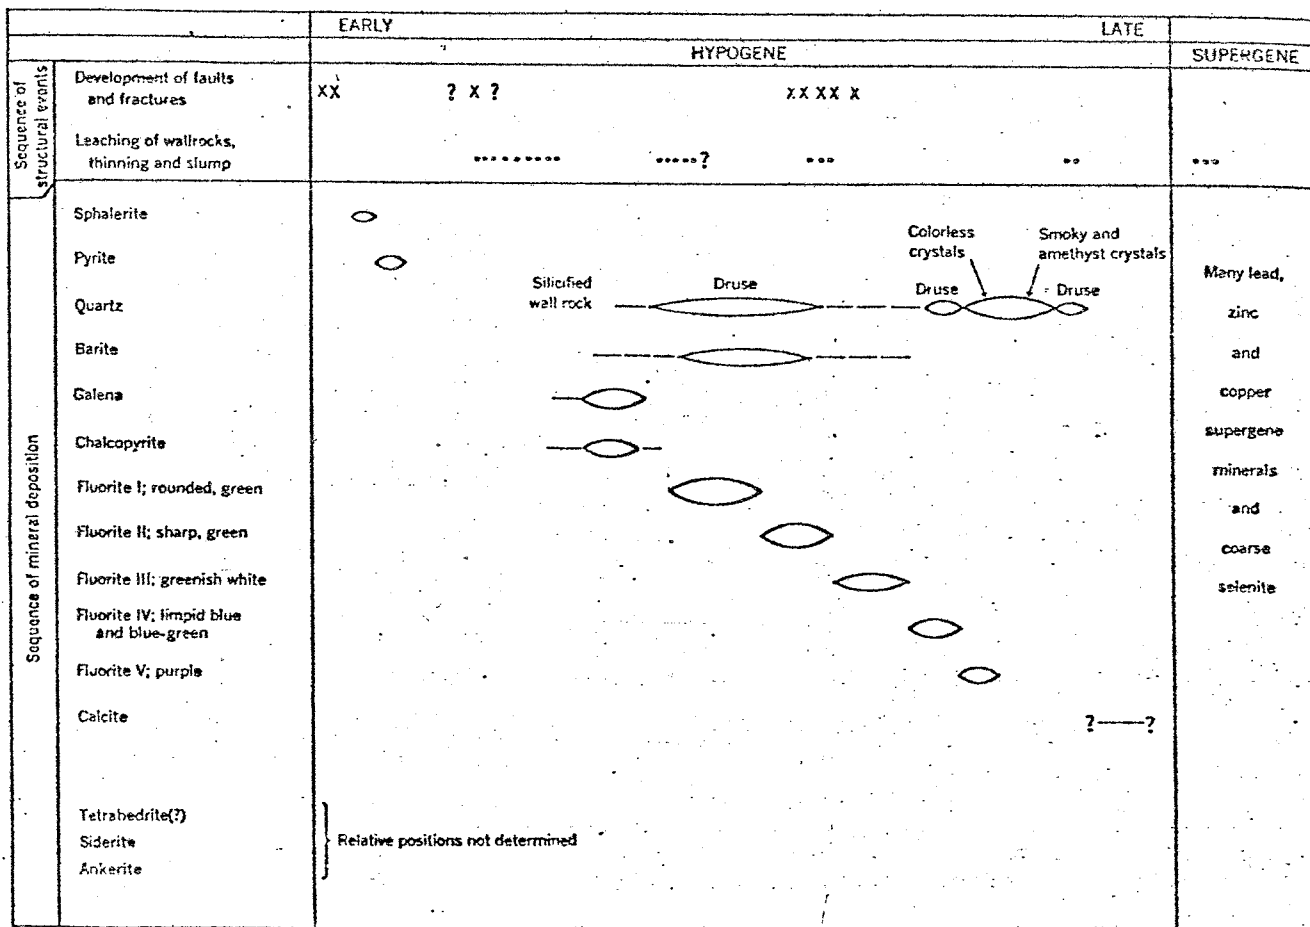 EARLY LATE
HYPOGENE SUPERGENE
Sequence of
structural events
Development of faults
and fractures
XX ? X ? XX XX X
Leaching of wallrocks,
thinning and slump
?
Sequence of mineral deposition
Sphalerite
Pyrite
Quartz
Silicified
wall rock
Druse
Druse
Colorless
crystals
Smoky and
amethyst crystals
Druse
Barite
Galena
Chalcopyrite
Fluorite I; rounded, green
Fluorite II; sharp, green
Fluorite III; greenish white
Fluorite IV; limpid blue
and blue-green
Fluorite V; purple
Calcite
? ?
Tetrahedrite(?)
Siderite
Ankerite
Relative positions not determined
Many lead,
zinc
and
copper
supergene
minerals
and
coarse
selenite